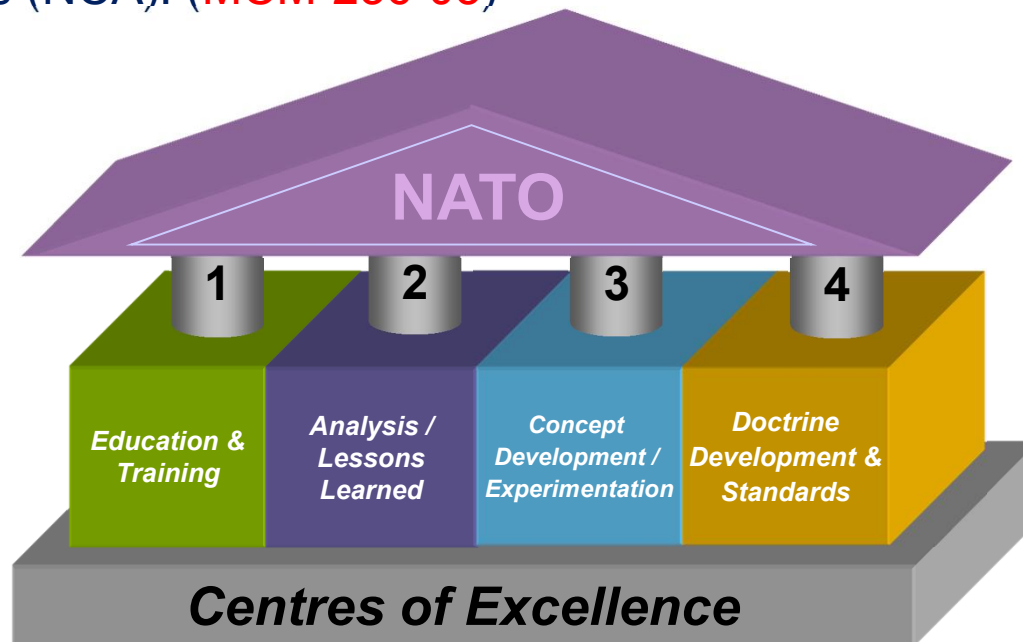 (NCA).
NATO
1 2 3 4
Education &
Training
Analysis /
Lessons
Learned
Concept
Development /
Experimentation
Doctrine
Development &
Standards
Centres of Excellence